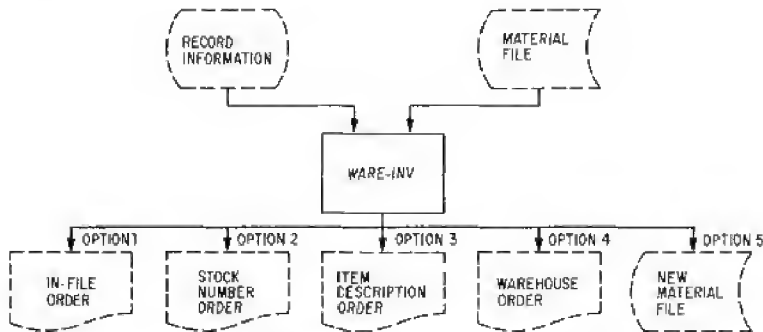 RECORD
INFORMATION
MATERIAL
FILE
WARE-INV
OPTION 1
OPTION 2
OPTION 3
OPTION 4
OPTION 5
IN-FILE
ORDER
STOCK
NUMBER
ORDER
ITEM
DESCRIPTION
ORDER
WAREHOUSE
ORDER
NEW
MATERIAL
FILE